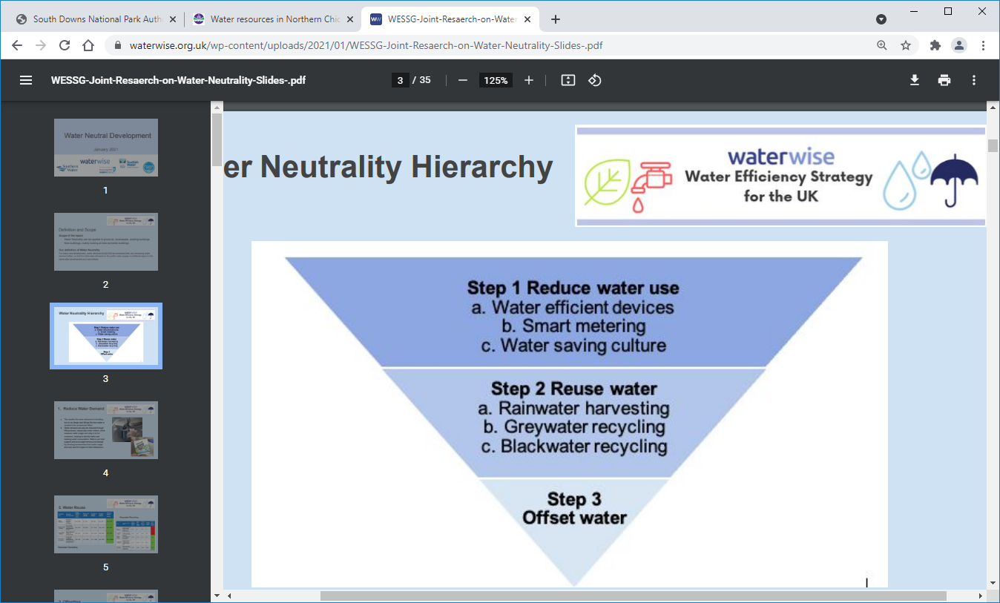 South Downs National Park Auth
Water resources in Northern Chic
WESSG-Joint-Resaerch-on-Water
waterwise.org.uk/wp-content/uploads/2021/01/WESSG-Joint-Resaerch-on-Water-Neutrality-Slides-.pdf
WESSG-Joint-Resaerch-on-Water-Neutrality-Slides-.pdf
3 / 35
125%
Water Neutral Development
January 2021
waterwise
Southern Water
1
Definition and Scope
2
Water Neutrality Hierarchy
3
1. Reduce Water Demand
4
2. Water Reuse
5
er Neutrality Hierarchy
waterwise
Water Efficiency Strategy
for the UK
Step 1 Reduce water use
a. Water efficient devices
b. Smart metering
c. Water saving culture
Step 2 Reuse water
a. Rainwater harvesting
b. Greywater recycling
c. Blackwater recycling
Step 3
Offset water